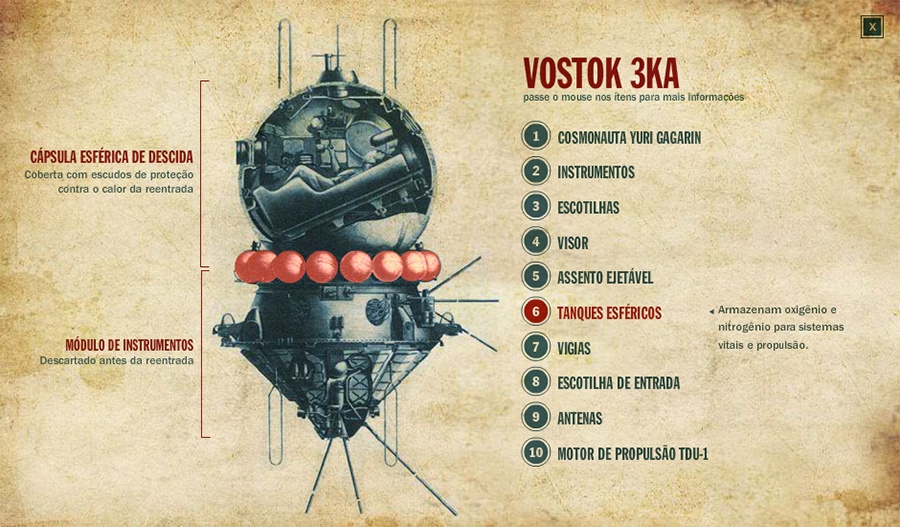 X
VOSTOK 3KA
passe o mouse nos itens para mais informações
CÁPSULA ESFÉRICA DE DESCIDA
Coberta com escudos de proteção
contra o calor da reentrada
MÓDULO DE INSTRUMENTOS
Descartado antes da reentrada
1 COSMONAUTA YURI GAGARIN
2 INSTRUMENTOS
3 ESCOTILHAS
4 VISOR
5 ASSENTO EJETÁVEL
6 TANQUES ESFÉRICOS
Armazenam oxigênio e
nitrogênio para sistemas
vitais e propulsão.
7 VIGIAS
8 ESCOTILHA DE ENTRADA
9 ANTENAS
10 MOTOR DE PROPULSÃO TDU-1